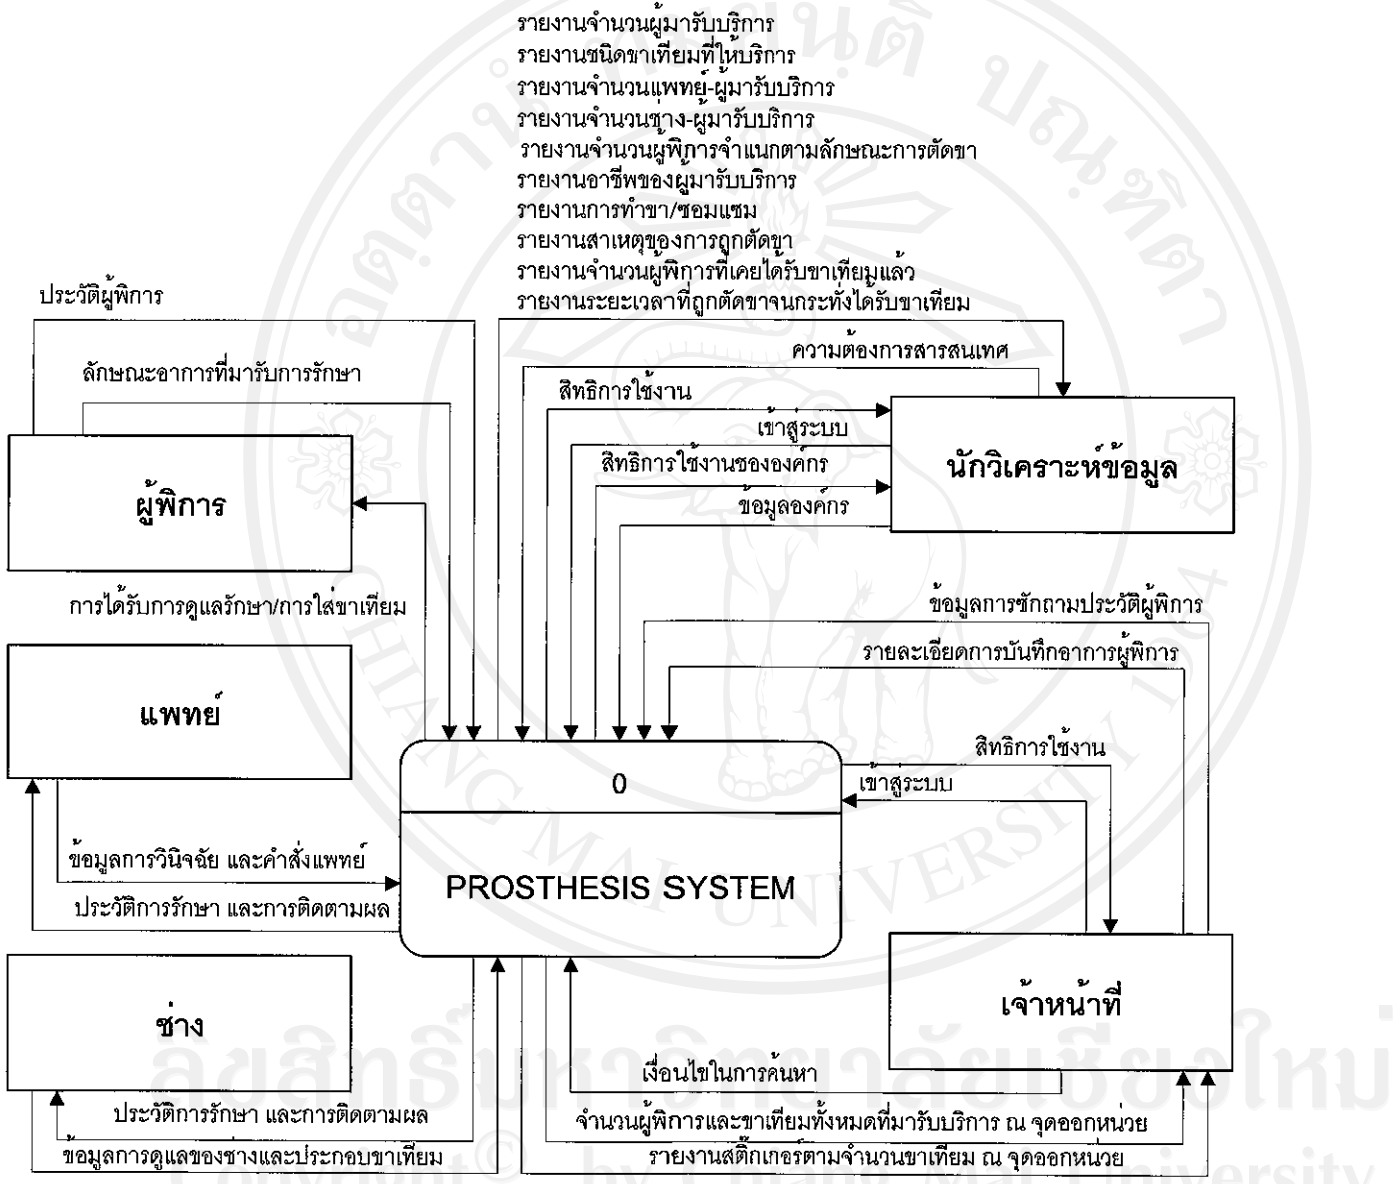 รายงานจำนวนผู้มารับบริการ
รายงานชนิดขาเทียมที่ให้บริการ
รายงานจำนวนแพทย์-ผู้มารับบริการ
รายงานจำนวนช่าง-ผู้มารับบริการ
รายงานจำนวนผู้พิการจำแนกตามลักษณะการตัดขา
รายงานอาชีพของผู้มารับบริการ
รายงานการทำขา/ซอมแซม
รายงานสาเหตุของการถูกตัดขา
รายงานจำนวนผู้พิการที่เคยได้รับขาเทียมแล้ว
รายงานระยะเวลาที่ถูกตัดขาจนกระทั่งได้รับขาเทียม
ประวัติผู้พิการ
ความต้องการสารสนเทศ
ลักษณะอาการที่มารับการรักษา
สิทธิการใช้งาน
เข้าสู่ระบบ
สิทธิการใช้งานขององค์กร
ข้อมูลองค์กร
นักวิเคราะห์ข้อมูล
ผู้พิการ
การได้รับการดูแลรักษา/การใส่ขาเทียม
ข้อมูลการซักถามประวัติผู้พิการ
รายละเอียดการบันทึกอาการผู้พิการ
แพทย์
สิทธิการใช้งาน
เข้าสู่ระบบ
0
PROSTHESIS SYSTEM
ข้อมูลการวินิจฉัย และคำสั่งแพทย์
ประวัติการรักษา และการติดตามผล
ช่าง
เจ้าหน้าที่
เงื่อนไขในการค้นหา
ประวัติการรักษา และการติดตามผล
จำนวนผู้พิการและขาเทียมทั้งหมดที่มารับบริการ ณ จุดออกหน่วย
ข้อมูลการดูแลของช่างและประกอบขาเทียม
รายงานสติ๊กเกอร์ตามจำนวนขาเทียม ณ จุดออกหน่วย
CHIANG MAI UNIVERSITY 1964
ลิขสิทธิ์มหาวิทยาลัยเชียงใหม่
Copyright © by Chiang Mai University